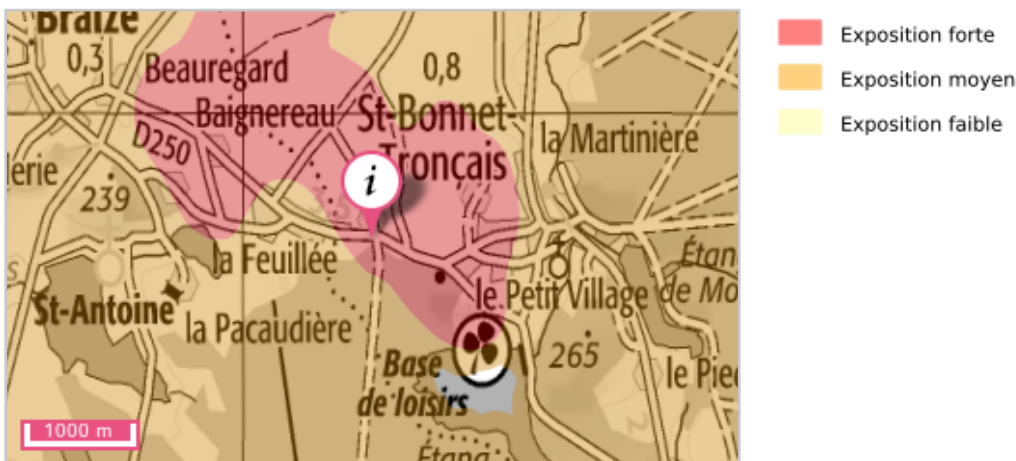 Braize
0,3
Beauregard
0,8
Baignereau
St-Bonnet-
Tronçais
D250
la Martinière
erie
239
i
la Feuillée
Étan
de Mo
s
St-Antoine
la Pacaudière
le Petit Village
265
Base
de loisirs
le Pie
Étang
1000 m
Exposition forte
Exposition moyen
Exposition faible